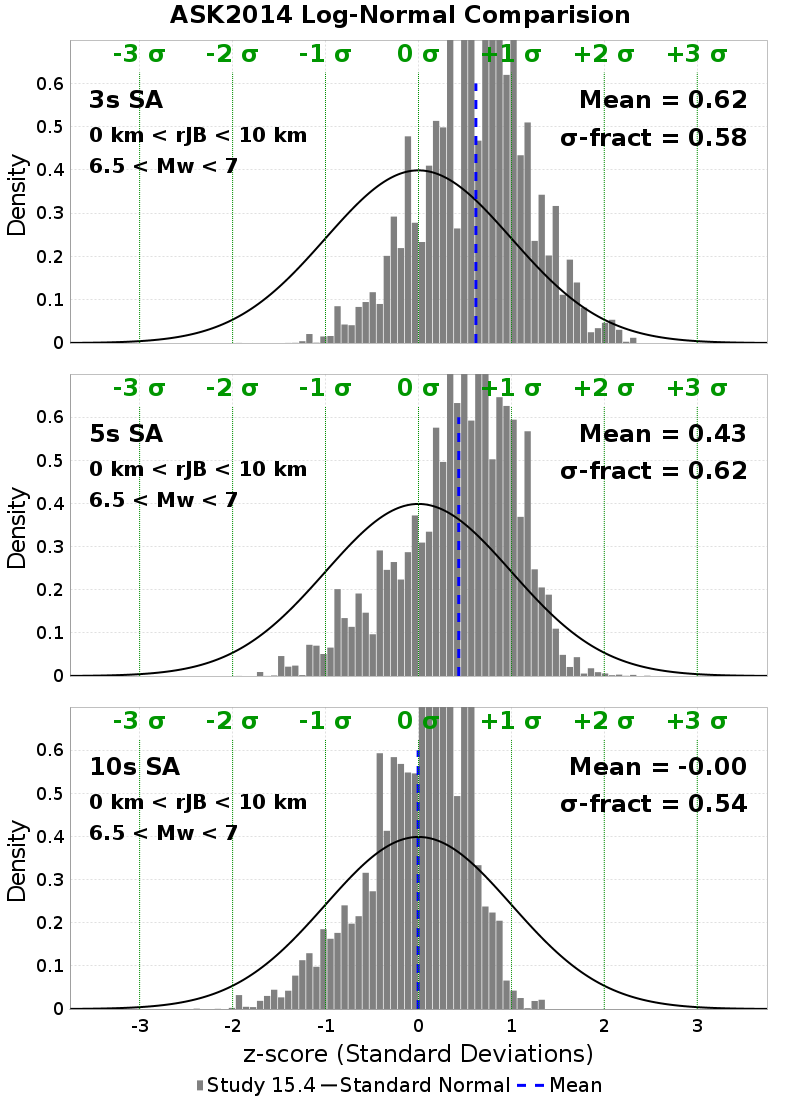 ASK2014 Log-Normal Comparision
-3 σ -2 σ -1 σ 0 σ +1 σ +2 σ +3 σ
3s SA
Mean = 0.62
0 km < rJB < 10 km
σ-fract = 0.58
6.5 < Mw < 7
0.6
0.5
0.4
0.3
0.2
0.1
0
Density
-3 σ -2 σ -1 σ 0 σ +1 σ +2 σ +3 σ
5s SA
Mean = 0.43
0 km < rJB < 10 km
σ-fract = 0.62
6.5 < Mw < 7
0.6
0.5
0.4
0.3
0.2
0.1
0
Density
-3 σ -2 σ -1 σ 0 σ +1 σ +2 σ +3 σ
10s SA
Mean = -0.00
0 km < rJB < 10 km
σ-fract = 0.54
6.5 < Mw < 7
0.6
0.5
0.4
0.3
0.2
0.1
0
Density
-3 -2 -1 0 1 2 3
z-score (Standard Deviations)
Study 15.4 Standard Normal Mean